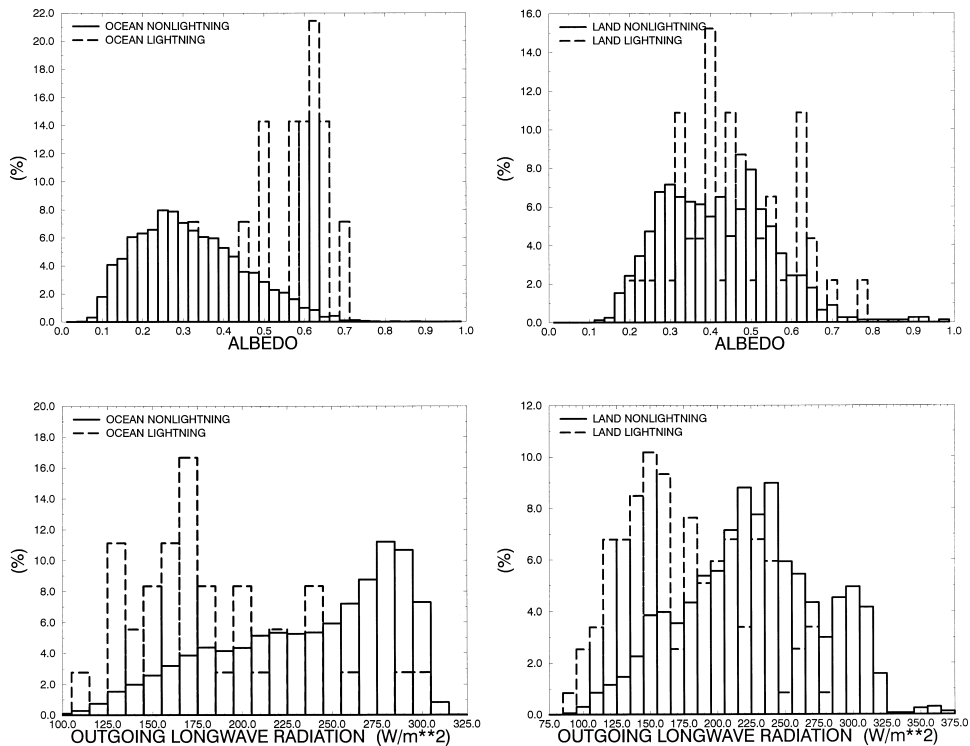 22.0
20.0
18.0
16.0
14.0
12.0
10.0
8.0
6.0
4.0
2.0
0.0
(%)
OCEAN NONLIGHTNING
OCEAN LIGHTNING
0.0 0.1 0.2 0.3 0.4 0.5 0.6 0.7 0.8 0.9 1.0
ALBEDO
16.0
14.0
12.0
10.0
8.0
6.0
4.0
2.0
0.0
(%)
LAND NONLIGHTNING
LAND LIGHTNING
0.0 0.1 0.2 0.3 0.4 0.5 0.6 0.7 0.8 0.9 1.0
ALBEDO
20.0
18.0
16.0
14.0
12.0
10.0
8.0
6.0
4.0
2.0
0.0
(%)
OCEAN NONLIGHTNING
OCEAN LIGHTNING
100.0 125.0 150.0 175.0 200.0 225.0 250.0 275.0 300.0 325.0
OUTGOING LONGWAVE RADIATION (W/m**2)
12.0
10.0
8.0
6.0
4.0
2.0
0.0
(%)
LAND NONLIGHTNING
LAND LIGHTNING
75.0 100.0 125.0 150.0 175.0 200.0 225.0 250.0 275.0 300.0 325.0 350.0 375.0
OUTGOING LONGWAVE RADIATION (W/m**2)